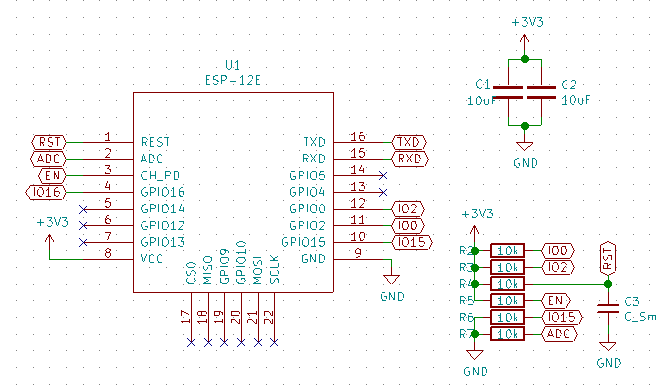 +3V3
U1
ESP-12E
C1
10uF
C2
10uF
GND
RST 1 REST
ADC 2 ADC
EN 3 CH_PD
IO16 4 GPIO16
5 GPIO14
6 GPIO12
7 GPIO13
+3V3
8 VCC
TXD 16 TXD
RXD 15 RXD
GPIO5 14
GPIO4 13
GPIO0 12 IO2
GPIO2 11 IO0
GPIO15 10 IO15
GND 9
GND
CS0
MISO
GPIO9
GPIO10
MOSI
SCLK
17
18
19
20
21
22
+3V3
R2 10k IO0
R3 10k IO2
R4 10k
R5 10k EN
R6 10k IO15
R7 10k ADC
GND
RST
C3
C_Sm
GND